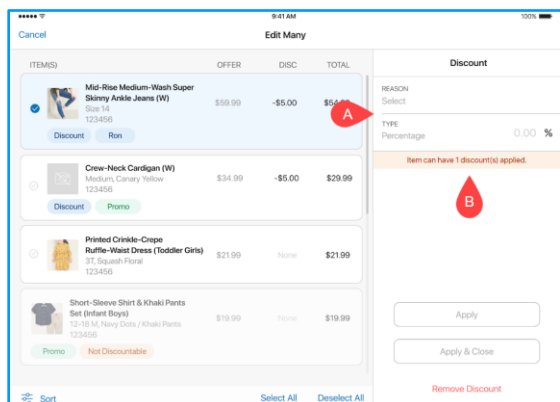 9:41 AM
100%
Cancel
Edit Many
ITEM(S) OFFER DISC TOTAL
Mid-Rise Medium-Wash Super
Skinny Ankle Jeans (W)
Size 14
123456
$59.99 -$5.00
Discount Ron
Crew-Neck Cardigan (W)
Medium, Canary Yellow
123456
$34.99 -$5.00 $29.99
Discount Promo
Printed Crinkle-Crepe
Ruffle-Waist Dress (Toddler Girls)
3T, Squash Floral
123456
$21.99 None $21.99
Short-Sleeve Shirt & Khaki Pants
Set (Infant Boys)
12-18 M, Navy Dots / Khaki Pants
123456
$19.99 None $19.99
Promo Not Discountable
Sort Select All Deselect All
Discount
REASON
Select
A
TYPE
Percentage 0.00 %
Item can have 1 discount(s) applied.
B
Apply
Apply & Close
Remove Discount